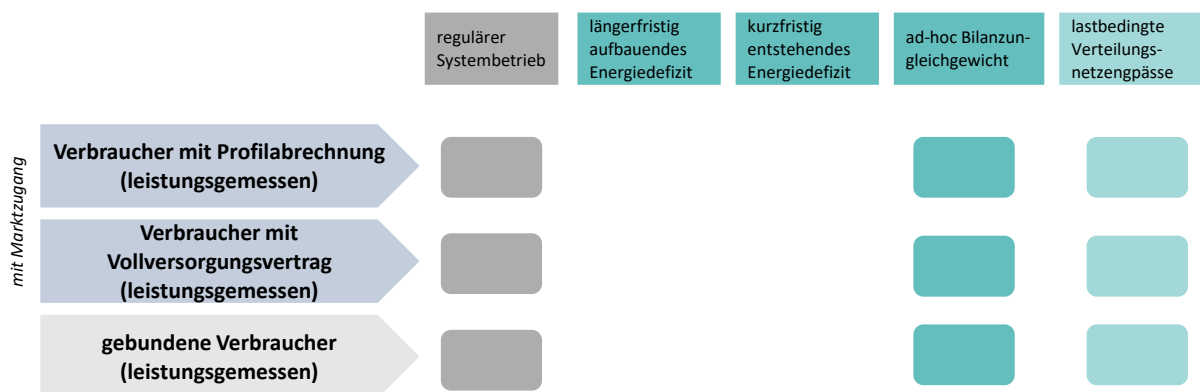 regulärer
Systembetrieb
längerfristig
aufbauendes
Energiedefizit
kurzfristig
entstehendes
Energiedefizit
ad-hoc Bilanzun-
gleichgewicht
lastbedingte
Verteilungs-
netzengpässe
mit Marktzugang
Verbraucher mit Profilabrechnung
(leistungsgemessen)
Verbraucher mit
Vollversorgungsvertrag
(leistungsgemessen)
gebundene Verbraucher
(leistungsgemessen)